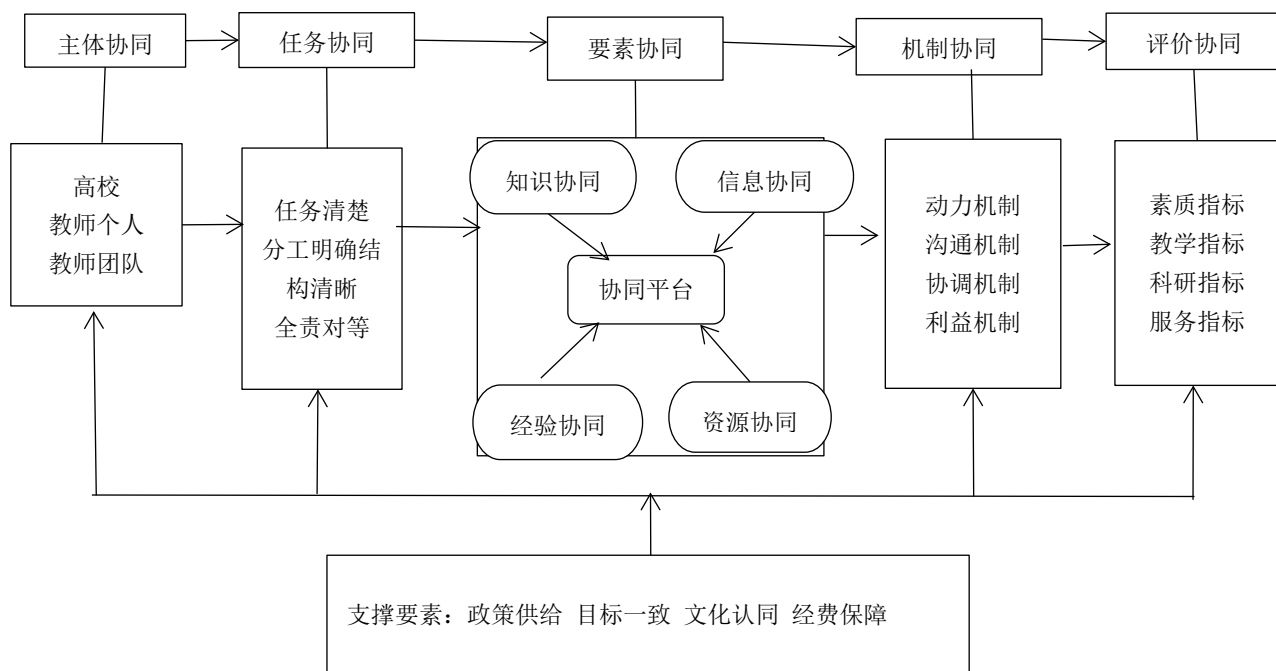 主体协同
任务协同
要素协同
机制协同
评价协同
高校
教师个人
教师团队
任务清楚
分工明确结
构清晰
全责对等
知识协同
信息协同
协同平台
经验协同
资源协同
动力机制
沟通机制
协调机制
利益机制
素质指标
教学指标
科研指标
服务指标
支撑要素：政策供给 目标一致 文化认同 经费保障